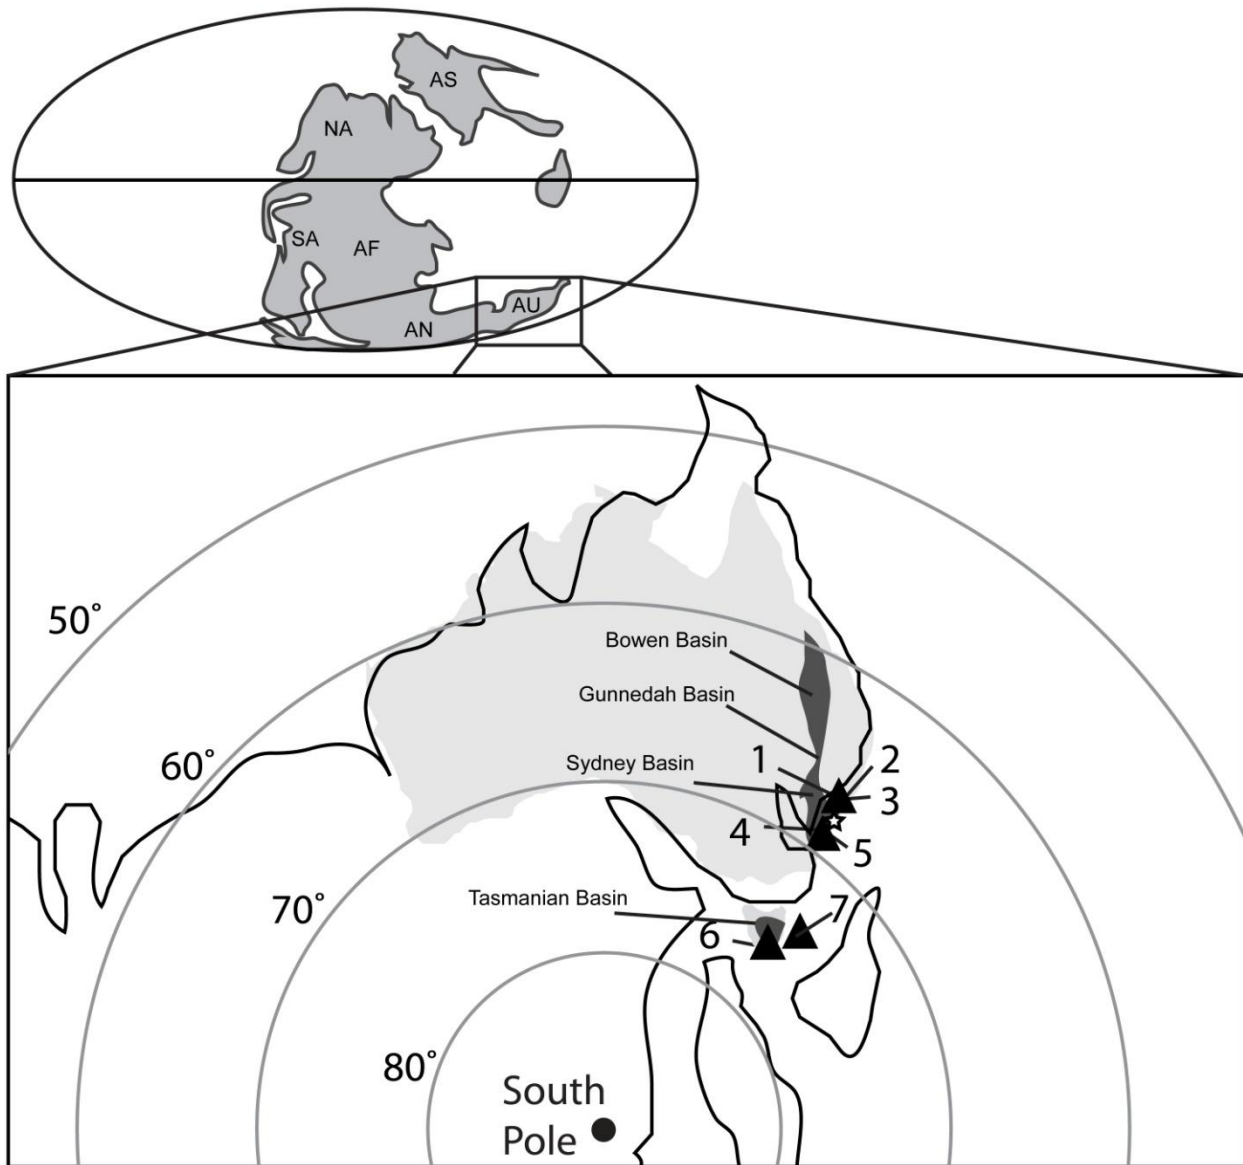 AS
NA
SA
AF
AU
AN
50°
Bowen Basin
Gunnedah Basin
60°
Sydney Basin
1
2
3
4
5
70°
Tasmanian Basin
7
6
80°
South
Pole